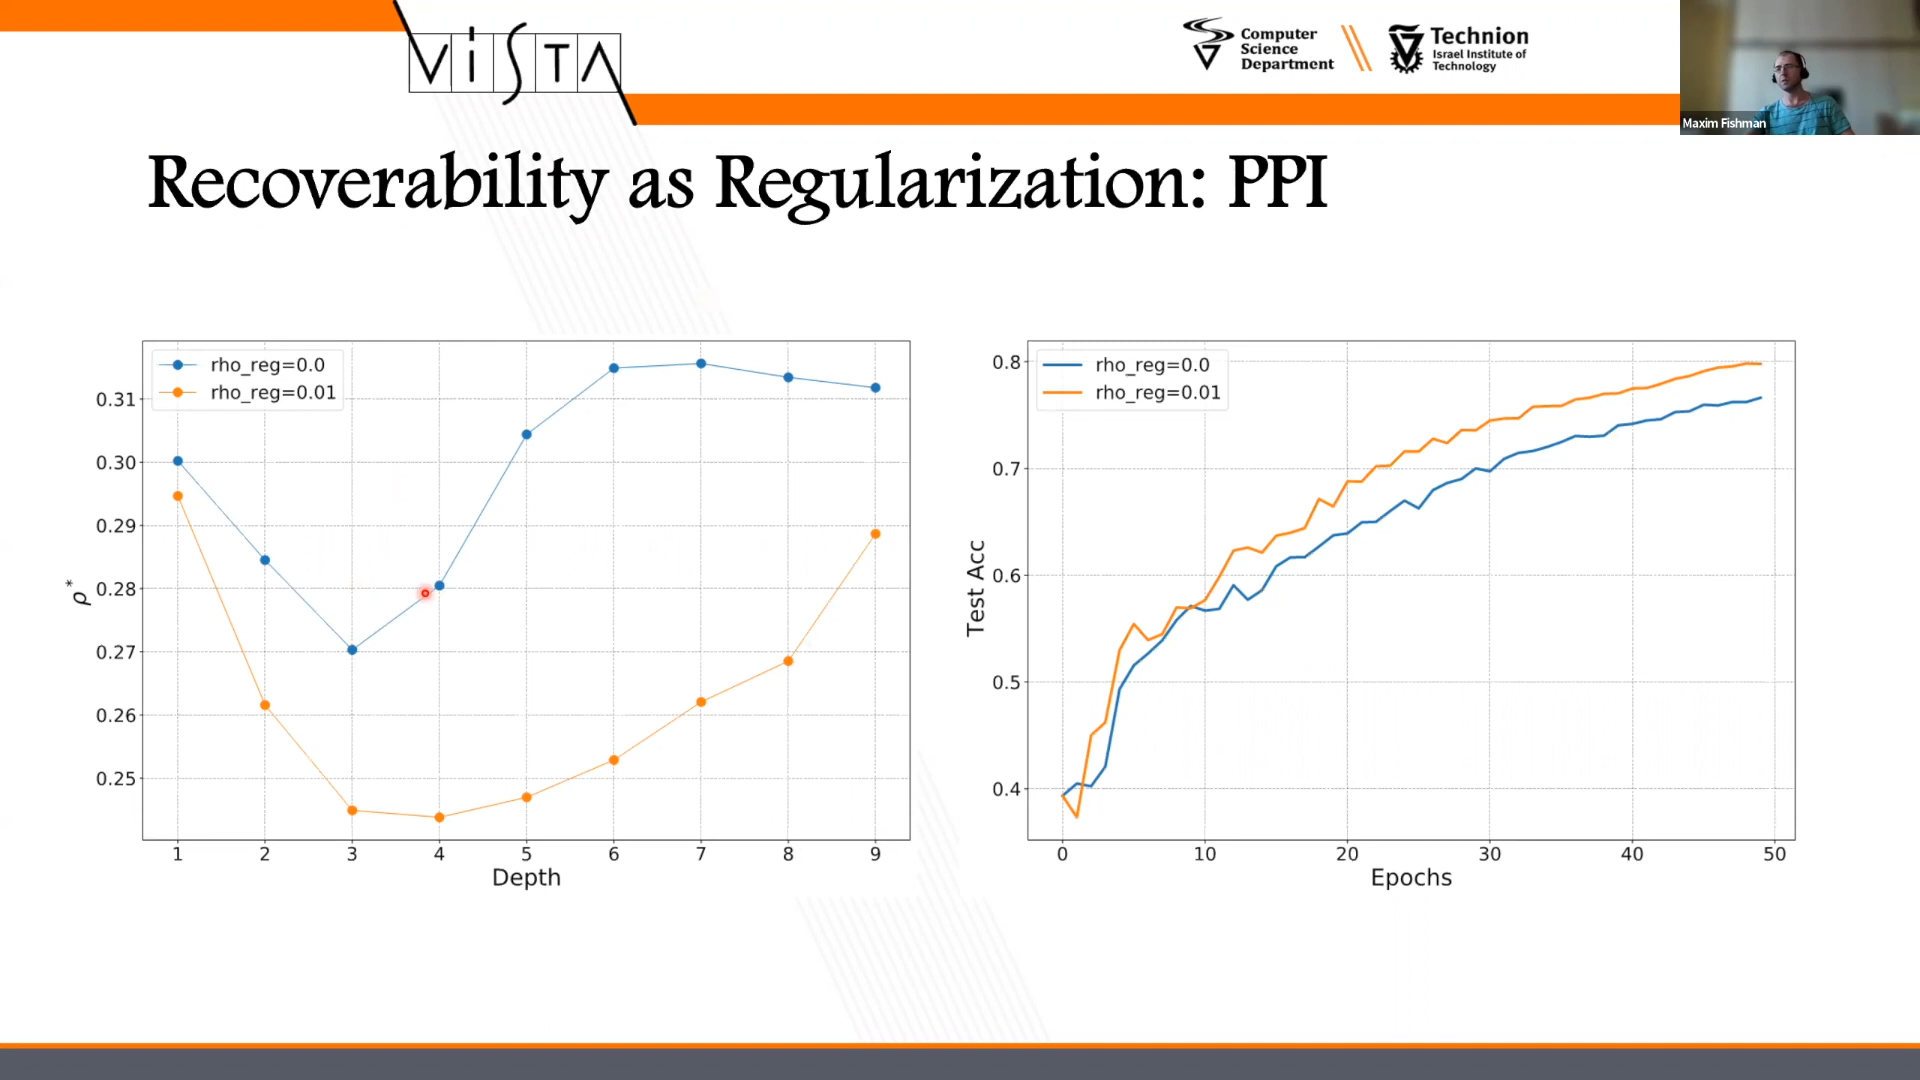 ViSTA
Computer
Science
Department
Technion
Israel Institute of
Technology
Maxim Fishman
Recoverability as Regularization: PPI
rho_reg=0.0
rho_reg=0.01
0.31
0.30
0.29
0.28
0.27
0.26
0.25
ρ*
1 2 3 4 5 6 7 8 9
Depth
rho_reg=0.0
rho_reg=0.01
0.8
0.7
0.6
0.5
0.4
Test Acc
0 10 20 30 40 50
Epochs